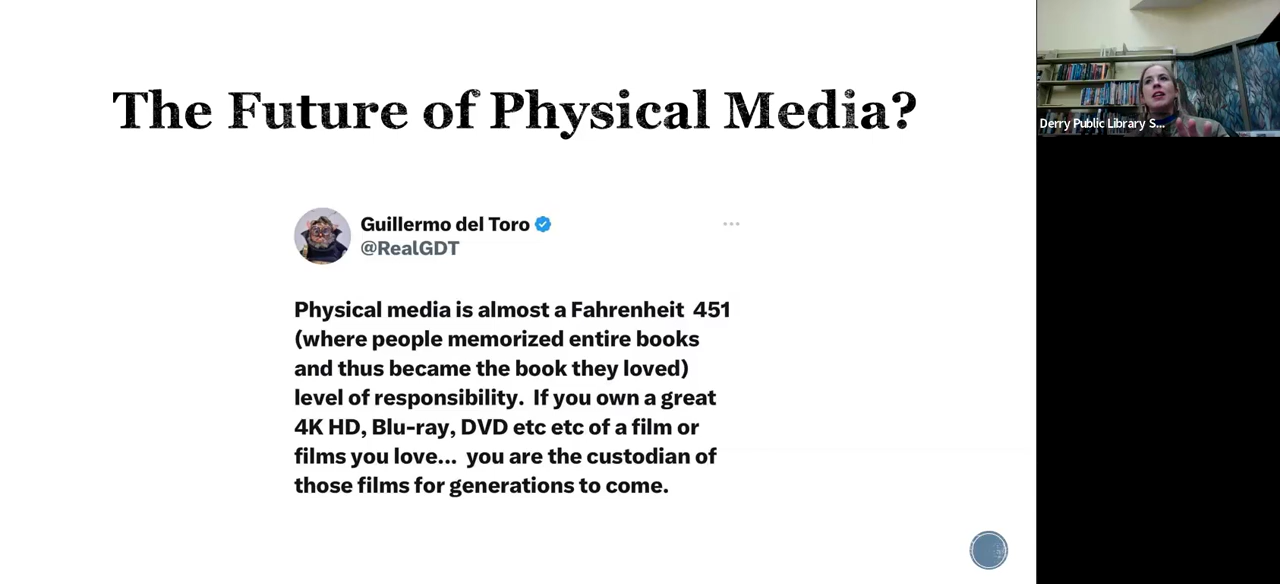 The Future of Physical Media?
Guillermo del Toro
@RealGDT
Physical media is almost a Fahrenheit 451
(where people memorized entire books
and thus became the book they loved)
level of responsibility. If you own a great
4K HD, Blu-ray, DVD etc etc of a film or
films you love... you are the custodian of
those films for generations to come.
Derry Public Library S...